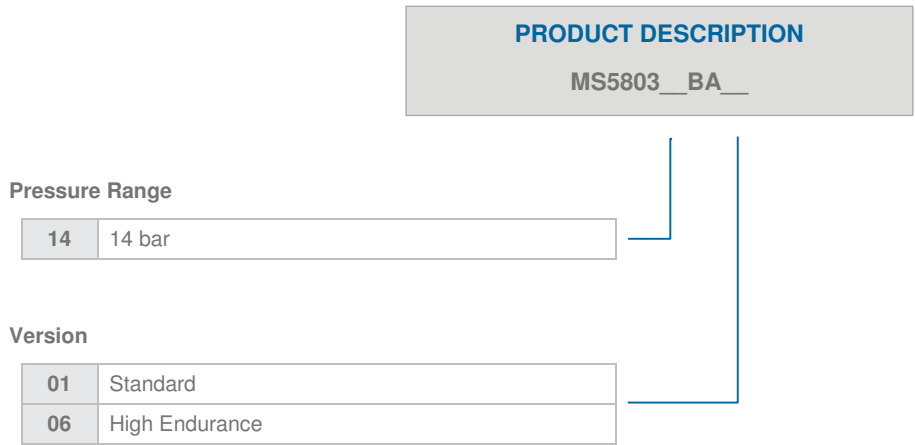 PRODUCT DESCRIPTION
MS5803__BA__
Pressure Range
14 14 bar
Version
01 Standard
06 High Endurance